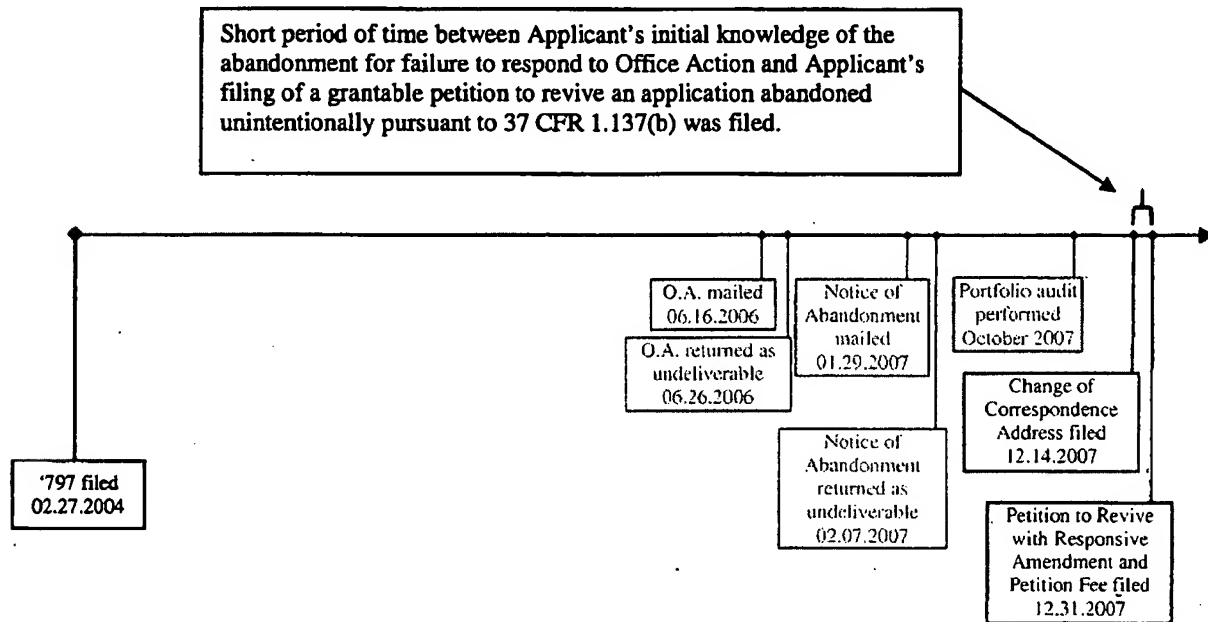 Short period of time between Applicant's initial knowledge of the
abandonment for failure to respond to Office Action and Applicant's
filing of a grantable petition to revive an application abandoned
unintentionally pursuant to 37 CFR 1.137(b) was filed.
'797 filed
02.27.2004
O.A. mailed
06.16.2006
O.A. returned as
undeliverable
06.26.2006
Notice of
Abandonment
mailed
01.29.2007
Notice of
Abandonment
returned as
undeliverable
02.07.2007
Portfolio audit
performed
October 2007
Change of
Correspondence
Address filed
12.14.2007
Petition to Revive
with Responsive
Amendment and
Petition Fee filed
12.31.2007